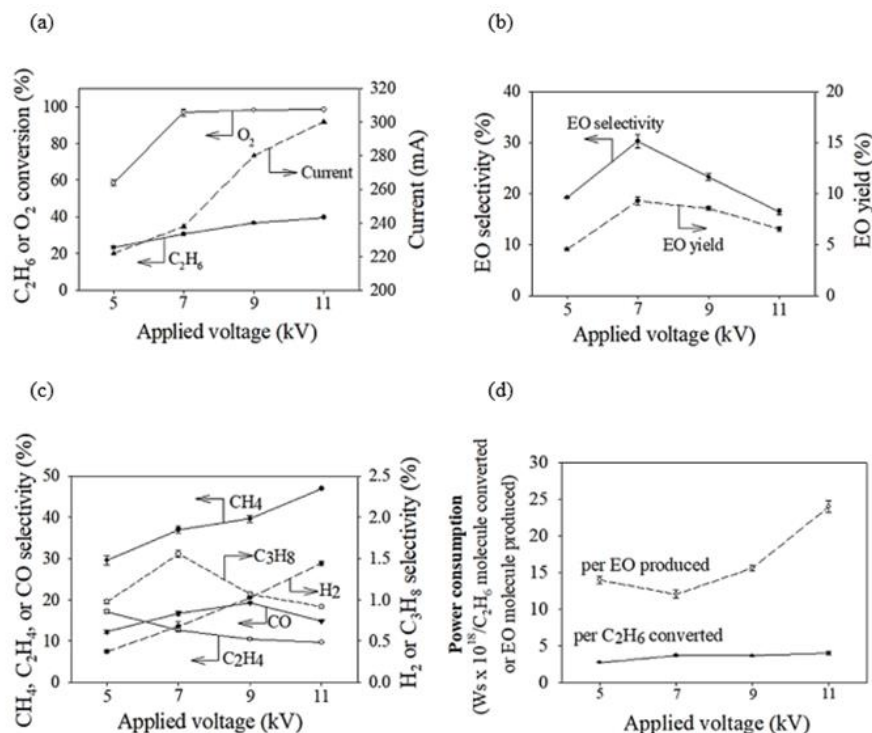 (a)
C₂H₆ or O₂ conversion (%)
100
80
60
40
20
0
O₂
Current
C₂H₆
300
300
280
260
240
220
200
Current (mA)
5 7 9 11
Applied voltage (kV)
(b)
EO selectivity (%)
40
30
20
10
0
EO selectivity
EO yield
20
15
10
5
0
EO yield (%)
5 7 9 11
Applied voltage (kV)
(c)
CH4, C2H4, or CO selectivity (%)
50
40
30
20
10
0
CH4
C3H8
H2
CO
C2H4
2.5
2.0
1.5
1.0
0.5
0.0
H₂ or C₃H₈ selectivity (%)
5 7 9 11
Applied voltage (kV)
(d)
Power consumption
(Ws x 10¹⁸/C₂H₆ molecule converted
or EO molecule produced)
30
25
20
15
10
5
0
per EO produced
per C2H6 converted
5 7 9 11
Applied voltage (kV)